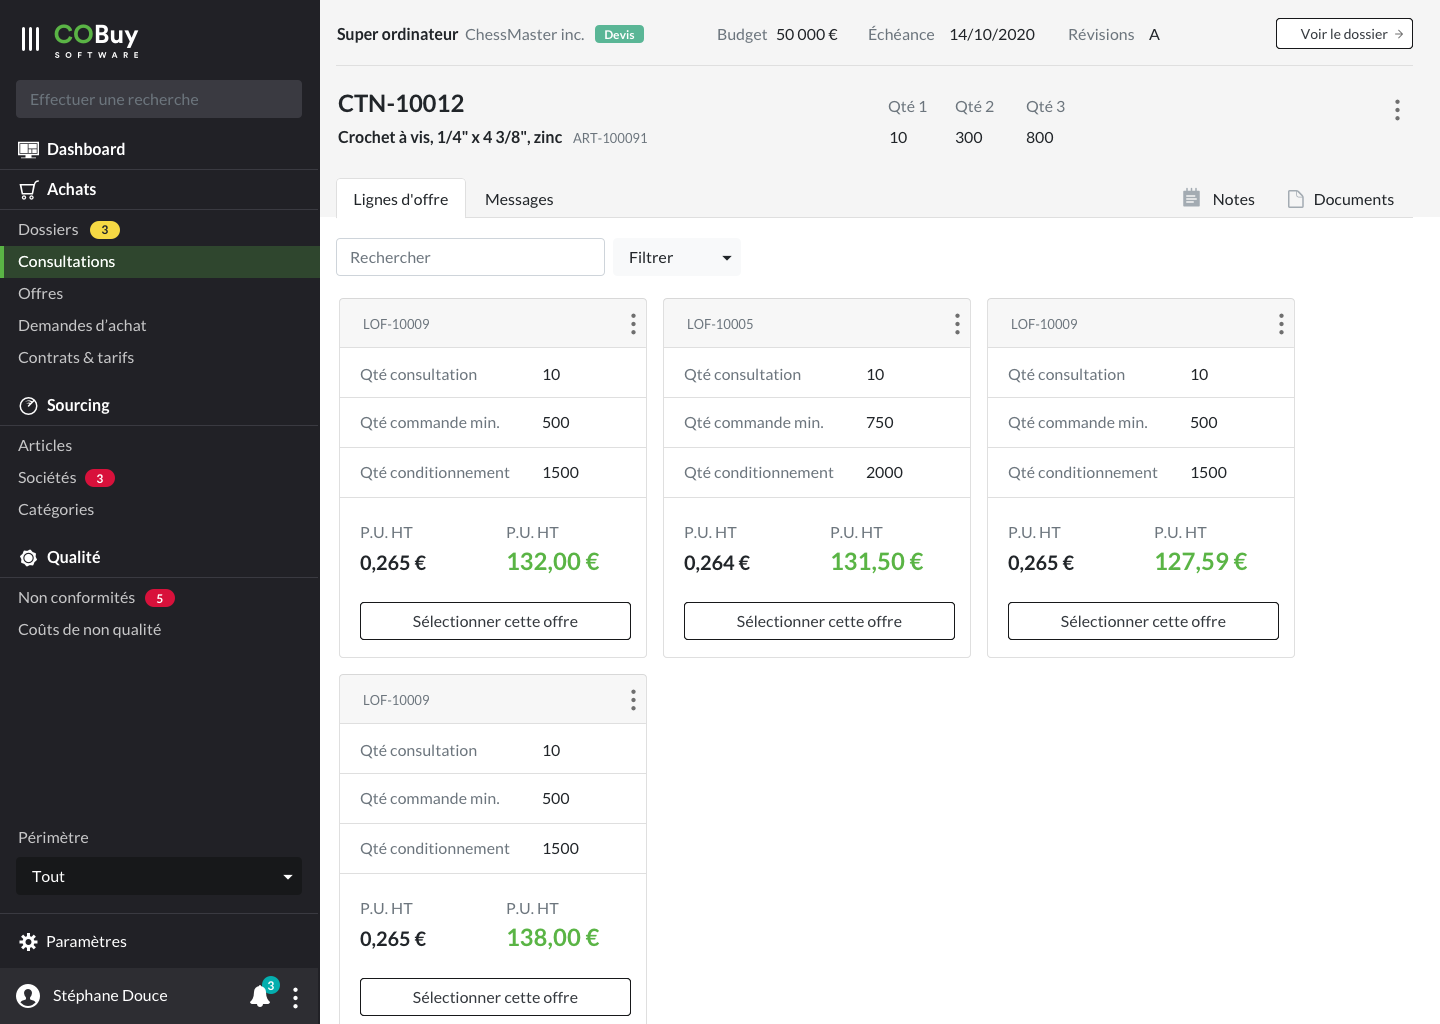 COBuy
SOFTWARE
Effectuer une recherche
Dashboard
Achats
Dossiers 3
Consultations
Offres
Demandes d’achat
Contrats & tarifs
Sourcing
Articles
Sociétés 3
Catégories
Qualité
Non conformités 5
Coûts de non qualité
Périmètre
Tout
Paramètres
Stéphane Douce 3
Super ordinateur ChessMaster inc. Devis Budget 50 000 € Échéance 14/10/2020 Révisions A Voir le dossier
CTN-10012
Crochet à vis, 1/4" x 4 3/8", zinc ART-100091
Qté 1 Qté 2 Qté 3
10 300 800
Lignes d'offre Messages Notes Documents
Rechercher Filtrer
LOF-10009
Qté consultation 10
Qté commande min. 500
Qté conditionnement 1500
P.U. HT P.U. HT
0,265 € 132,00 €
Sélectionner cette offre
LOF-10005
Qté consultation 10
Qté commande min. 750
Qté conditionnement 2000
P.U. HT P.U. HT
0,264 € 131,50 €
Sélectionner cette offre
LOF-10009
Qté consultation 10
Qté commande min. 500
Qté conditionnement 1500
P.U. HT P.U. HT
0,265 € 127,59 €
Sélectionner cette offre
LOF-10009
Qté consultation 10
Qté commande min. 500
Qté conditionnement 1500
P.U. HT P.U. HT
0,265 € 138,00 €
Sélectionner cette offre